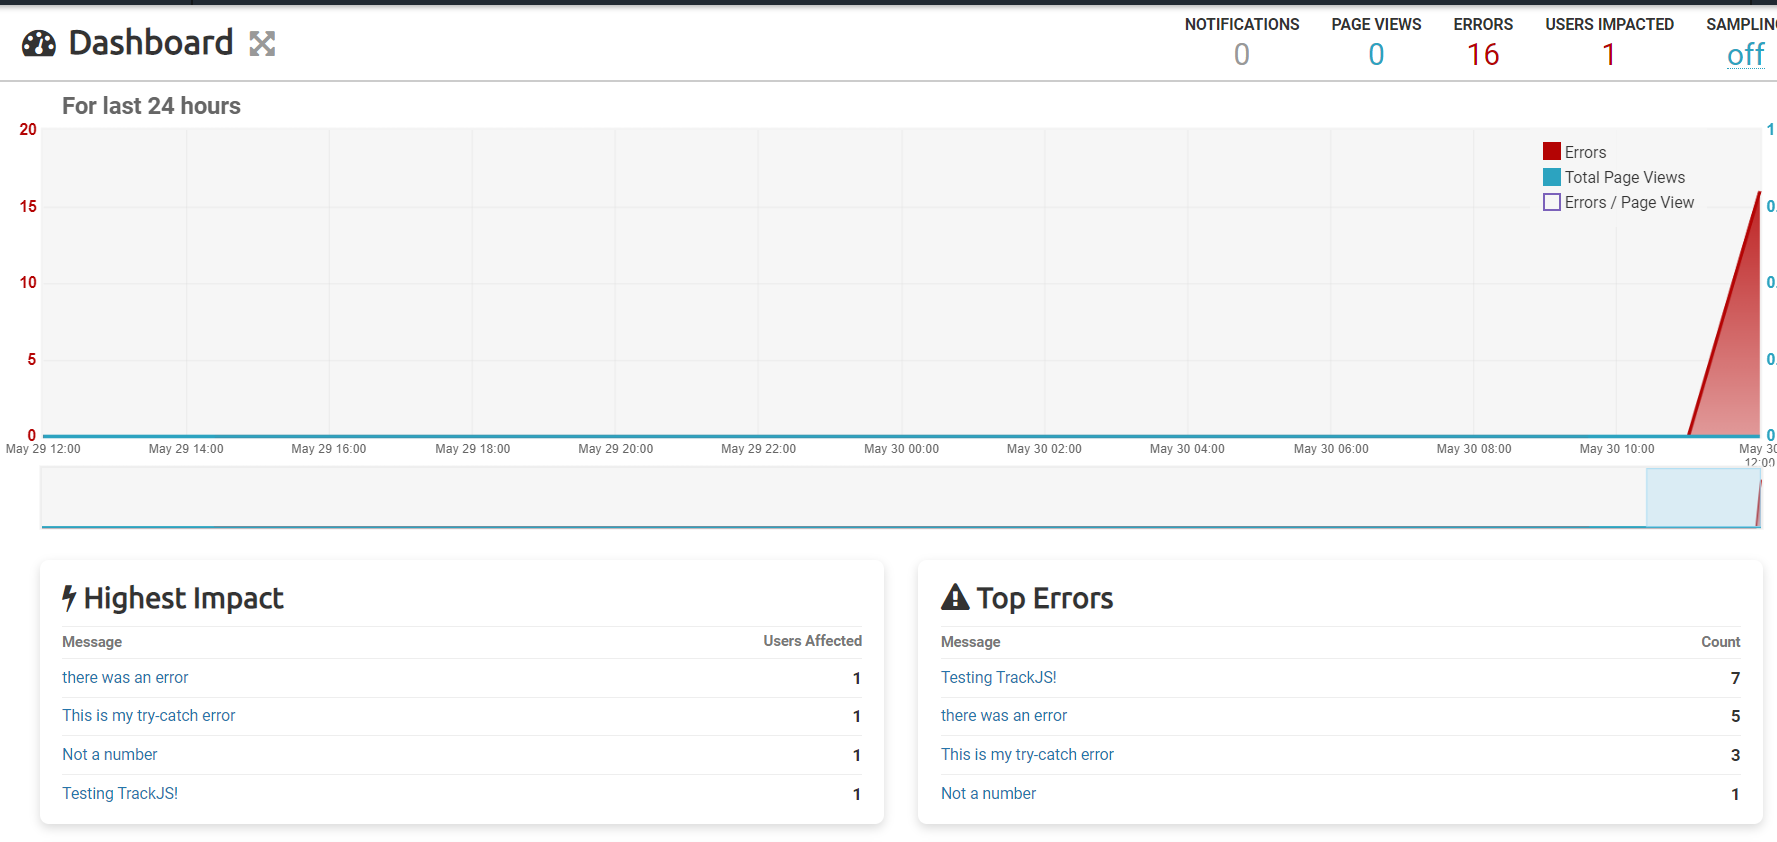 Dashboard
NOTIFICATIONS PAGE VIEWS ERRORS USERS IMPACTED SAMPLIN
0 0 16 1 off
For last 24 hours
20 1
15 0.
10 0.
5 0.
0 0
Errors
Total Page Views
Errors / Page View
May 29 12:00 May 29 14:00 May 29 16:00 May 29 18:00 May 29 20:00 May 29 22:00 May 30 00:00 May 30 02:00 May 30 04:00 May 30 06:00 May 30 08:00 May 30 10:00 May 30
12:00
Highest Impact
Message Users Affected
there was an error 1
This is my try-catch error 1
Not a number 1
Testing TrackJS! 1
Top Errors
Message Count
Testing TrackJS! 7
there was an error 5
This is my try-catch error 3
Not a number 1